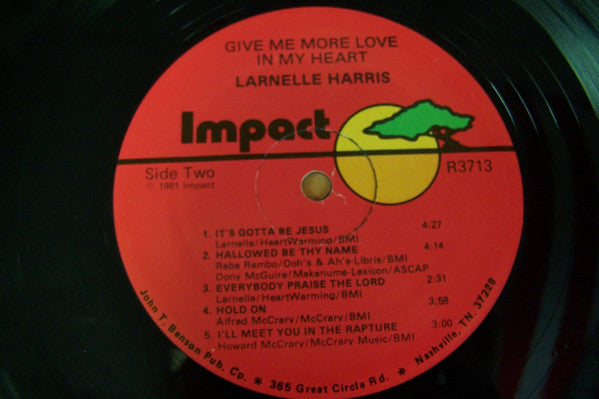 GIVE ME MORE LOVE
IN MY HEART
LARNELLE HARRIS
Impact
Side Two
℗ 1981 Impact
R3713
1. IT'S GOTTA BE JESUS 4:27
Larnelle/HeartWarming/BMI
2. HALLOWED BE THY NAME 4:14
Reba Rambo/Ooh's & Ah's-Libris/BMI
Dony McGuire/Makanume-Lexicon/ASCAP
3. EVERYBODY PRAISE THE LORD 2:31
Larnelle/HeartWarming/BMI
4. HOLD ON 3:58
Alfred McCrary/McCrary/BMI
5. I'LL MEET YOU IN THE RAPTURE 3:00
Howard McCrary/McCrary Music/BMI
John T. Benson Pub. Co. * 365 Great Circle Rd. * Nashville, TN. 37228